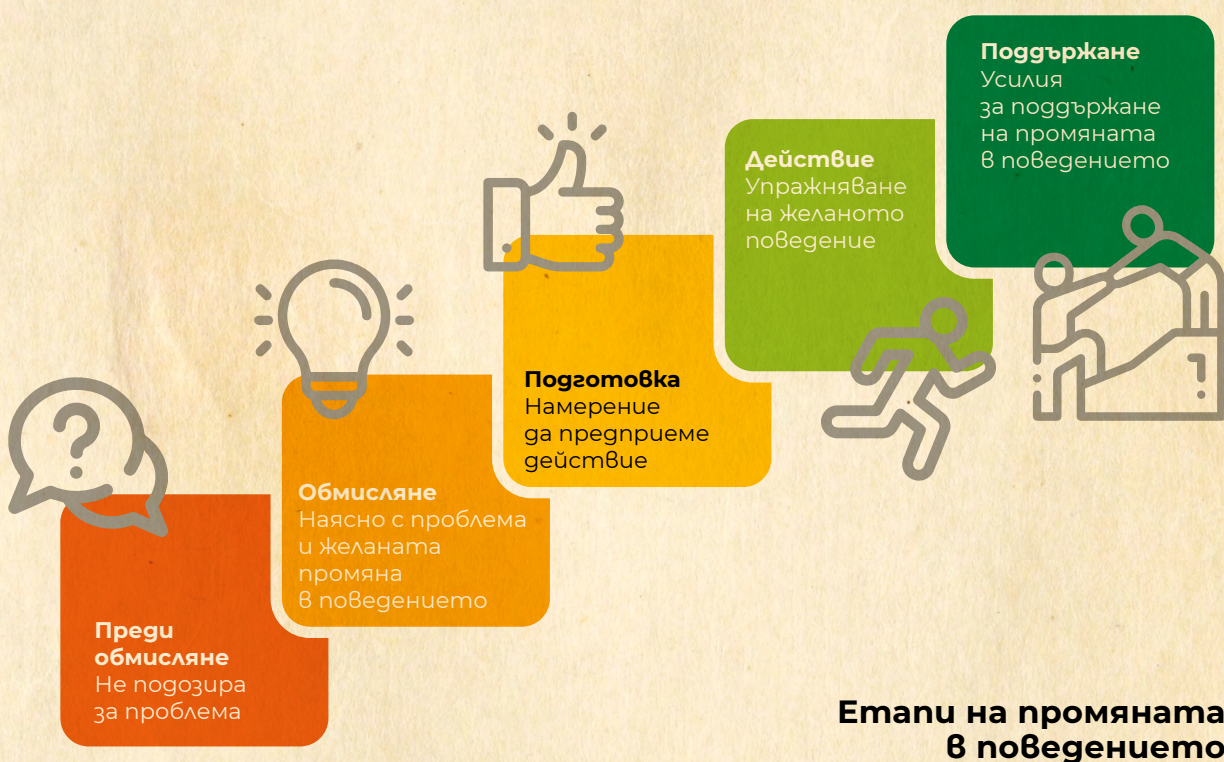 Преди
обмисляне
Не подозира
за проблема
Обмисляне
Наясно с проблема
и желаната
промяна
в поведението
Подготовка
Намерение
да предприеме
действие
Действие
Упражняване
на желаното
поведение
Поддържане
Усилия
за поддържане
на промяната
в поведението
Етапи на промяната
в поведението